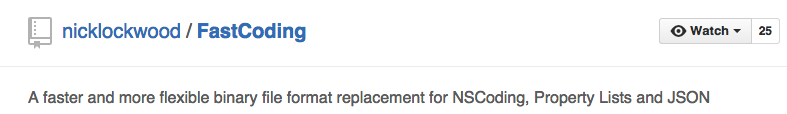 nicklockwood / FastCoding
Watch 25
A faster and more flexible binary file format replacement for NSCoding, Property Lists and JSON